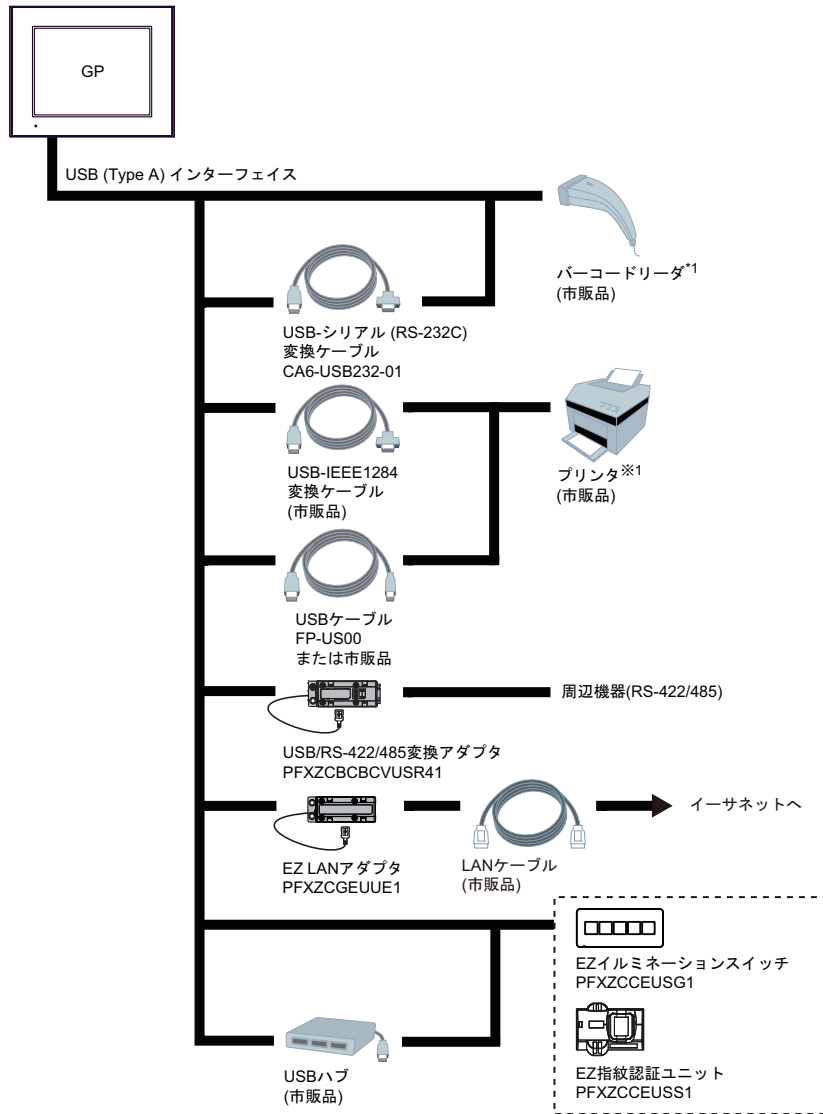 GP
USB (Type A) インターフェイス
バーコードリーダ*1
(市販品)
USB-シリアル (RS-232C)
変換ケーブル
CA6-USB232-01
USB-IEEE1284
変換ケーブル
(市販品)
プリンタ※1
(市販品)
USBケーブル
FP-US00
または市販品
周辺機器(RS-422/485)
USB/RS-422/485変換アダプタ
PFXZCBCBCVUSR41
イーサネットへ
EZ LANアダプタ
PFXZCGEUUE1
LANケーブル
(市販品)
EZイルミネーションスイッチ
PFXZCCEUSG1
EZ指紋認証ユニット
PFXZCCEUSS1
USBハブ
(市販品)